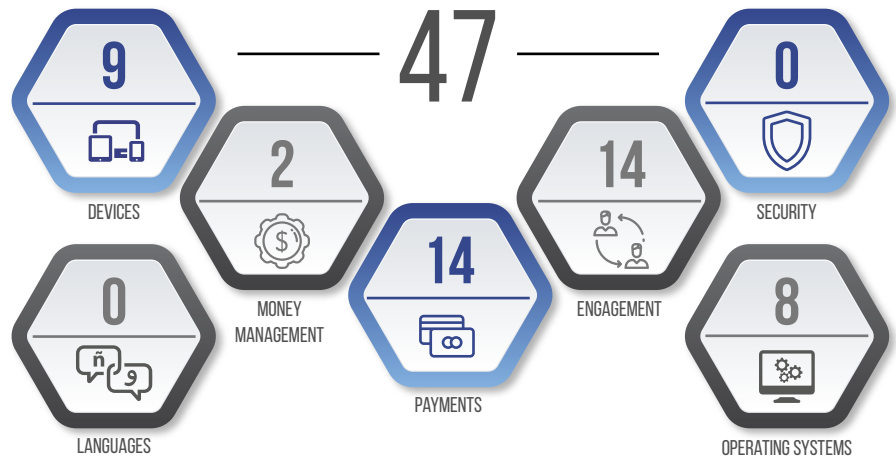 47
9
DEVICES
2
MONEY
MANAGEMENT
14
PAYMENTS
14
ENGAGEMENT
0
SECURITY
0
ñ
و
LANGUAGES
$
8
OPERATING SYSTEMS